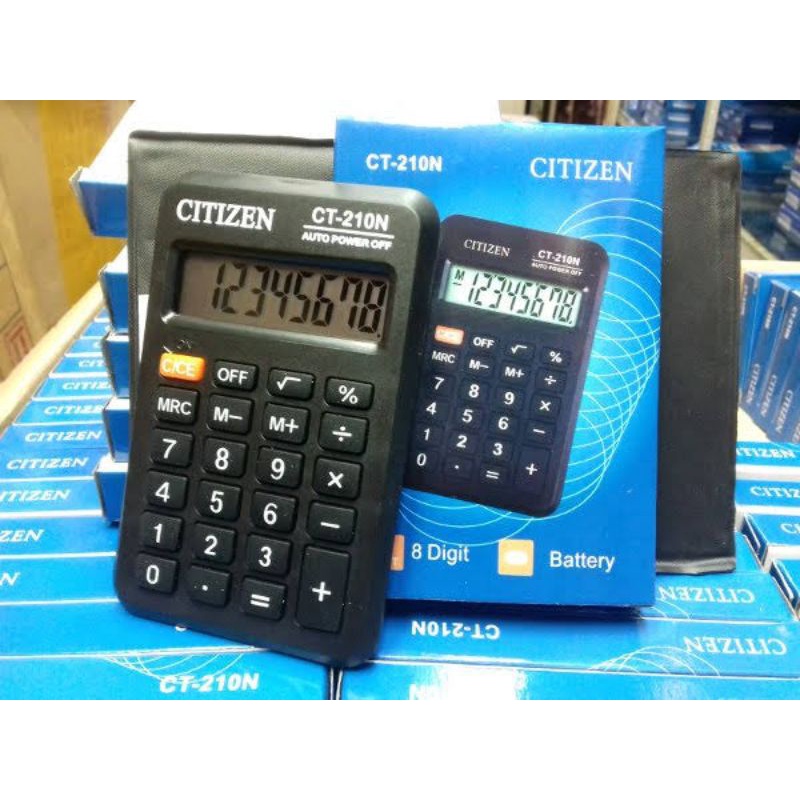 CITIZEN
CT-210N
AUTO POWER OFF
12345678.
C/CE OFF √ %
MRC M– M+ ÷
7 8 9 ×
4 5 6 –
1 2 3 +
0 . =
CT-210N CITIZEN
CITIZEN
CT-210N
AUTO POWER OFF
M
–12345678.
C/CE OFF √ %
MRC M– M+ ÷
7 8 9 ×
4 5 6 –
1 2 3 +
0 . =
8 Digit
Battery
CITIZEN
CITIZEN
CITIZEN
CITIZEN
CITIZEN
CT-210N
CITIZEN
CT-210N